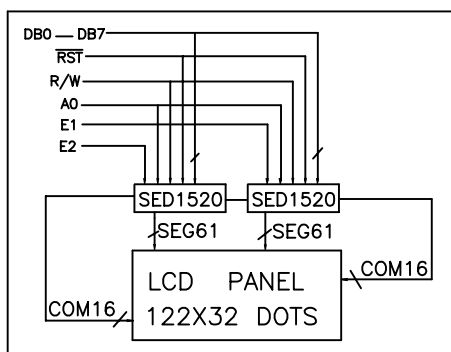 DB0 — DB7
RST
R/W
A0
E1
E2
SED1520 SED1520
SEG61 SEG61
LCD PANEL
COM16
COM16
122X32 DOTS